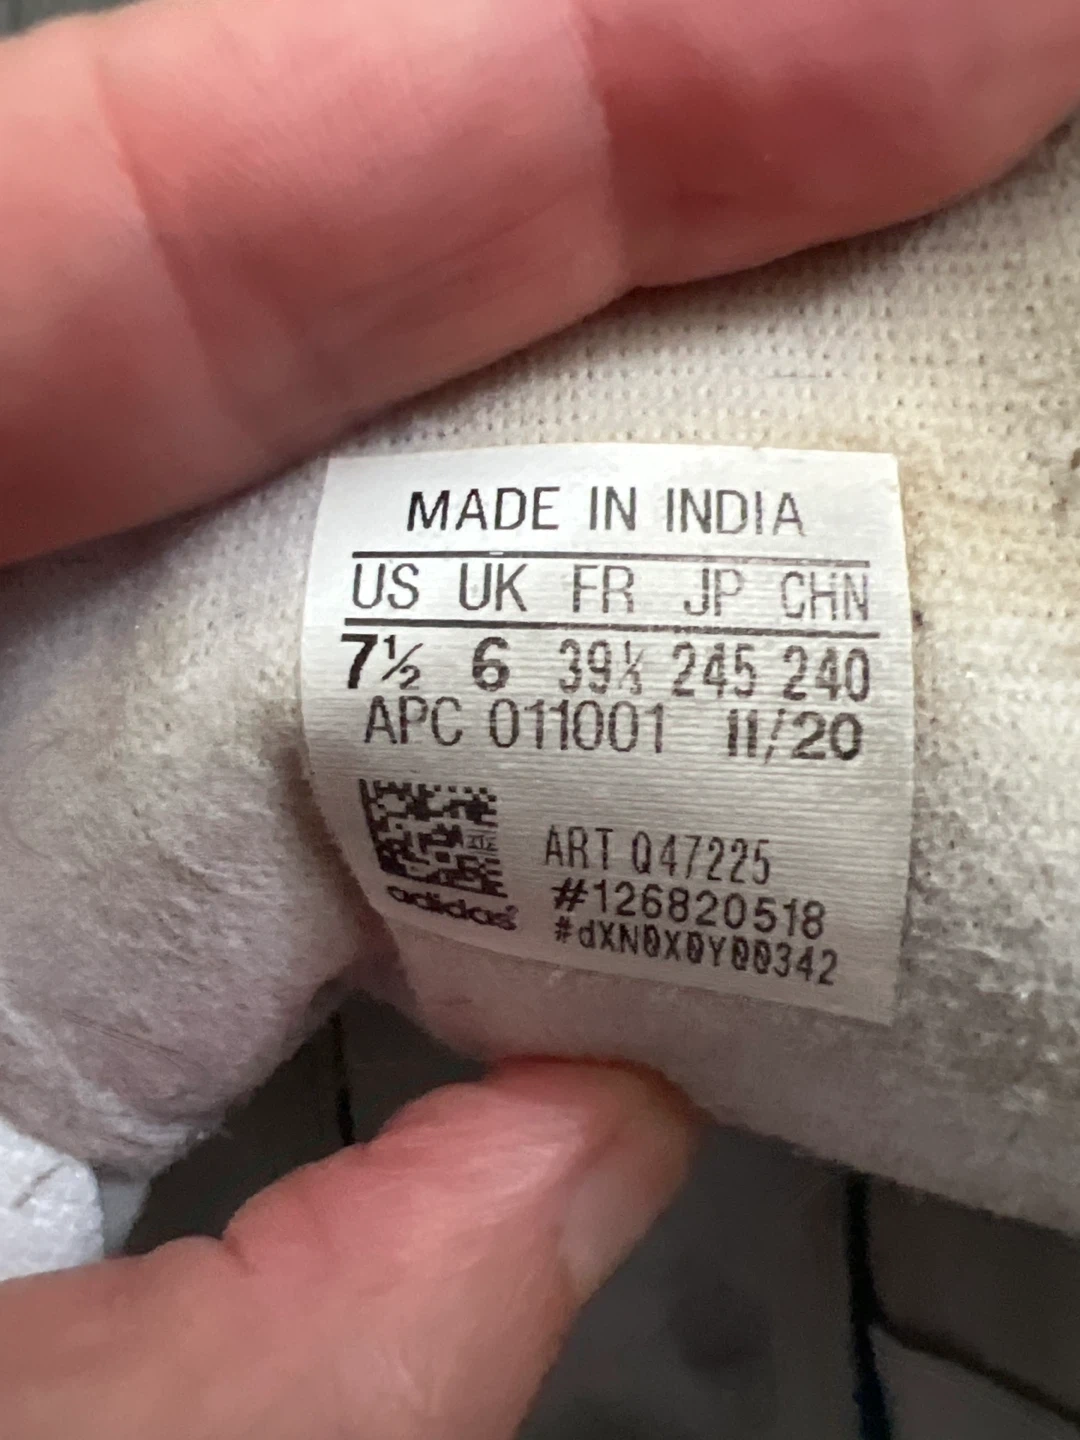 MADE IN INDIA
US UK FR JP CHN
7½ 6 39⅓ 245 240
APC 011001 11/20
ART Q47225
#126820518
#dXN0X0Y00342
adidas